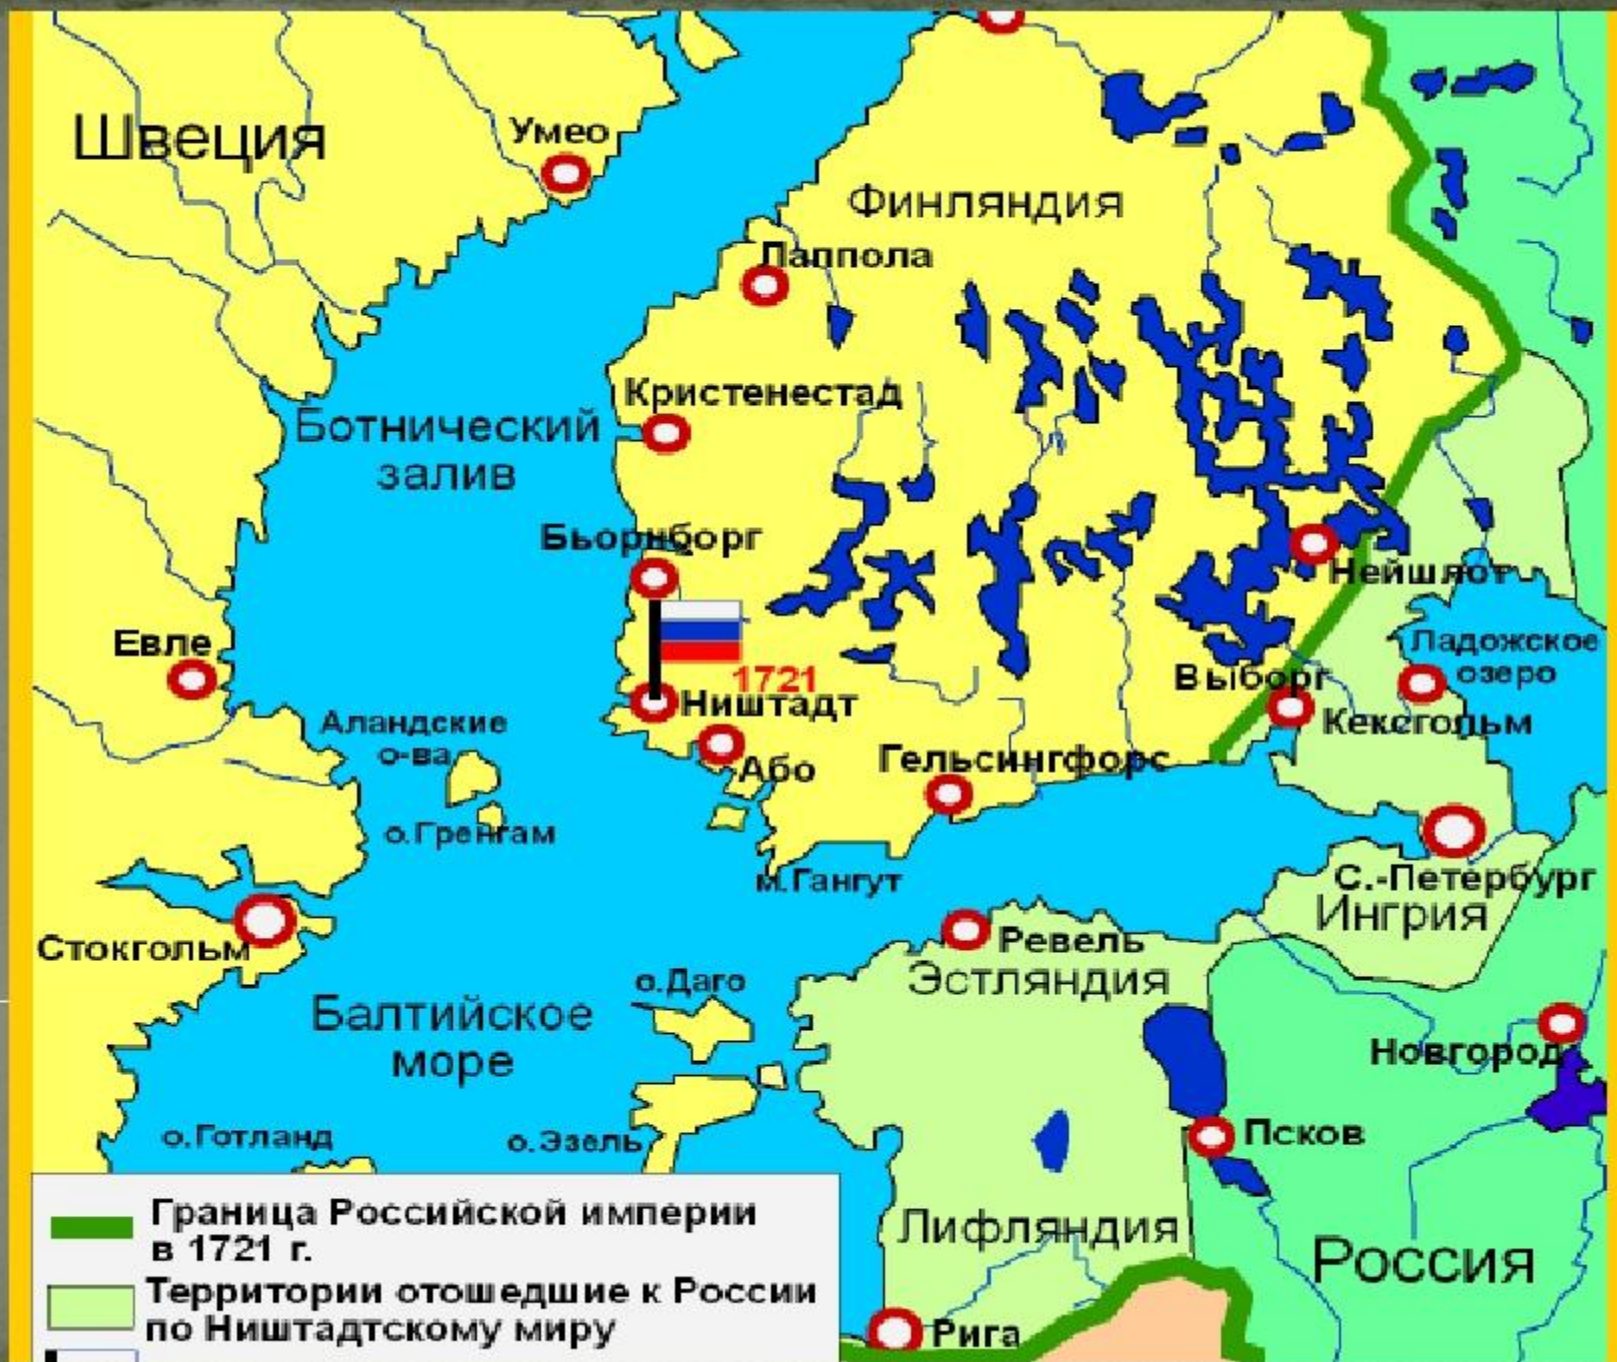 Швеция
Умео
Финляндия
Лаппола
Кристенестад
Ботнический
залив
Бьорнборг
Нейшлот
Евле
Ладожское
озеро
1721
Выборг
Ништадт
Кексгольм
Аландские
о-ва
Або
Гельсингфорс
о.Гренгам
м.Гангут
С.-Петербург
Ингрия
Стокгольм
Ревель
Эстляндия
о.Даго
Балтийское
море
Новгород
о.Готланд
о.Эзель
Псков
Лифляндия
Россия
Рига
Граница Российской империи
в 1721 г.
Территории отошедшие к России
по Ништадтскому миру